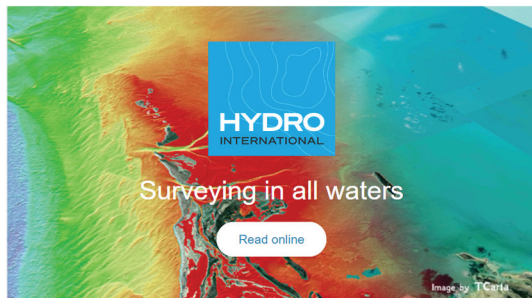 HYDRO
INTERNATIONAL
Surveying in all waters
Read online
Image by TCarta